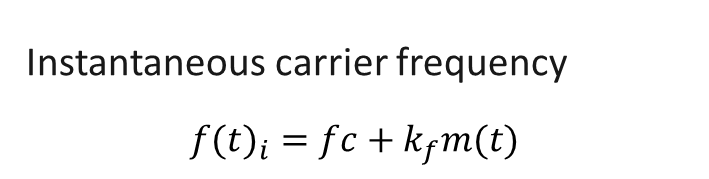 Instantaneous carrier frequency
f(t)ᵢ = fc + k_f m(t)